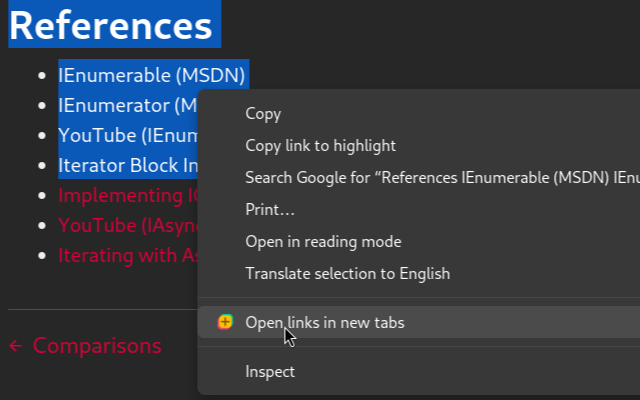 References
IEnumerable (MSDN)
IEnumerator (M
YouTube (IEnum
Iterator Block In
Implementing
YouTube (IAsyn
Iterating with As
← Comparisons
Copy
Copy link to highlight
Search Google for “References IEnumerable (MSDN) IEnu
Print…
Open in reading mode
Translate selection to English
Open links in new tabs
Inspect